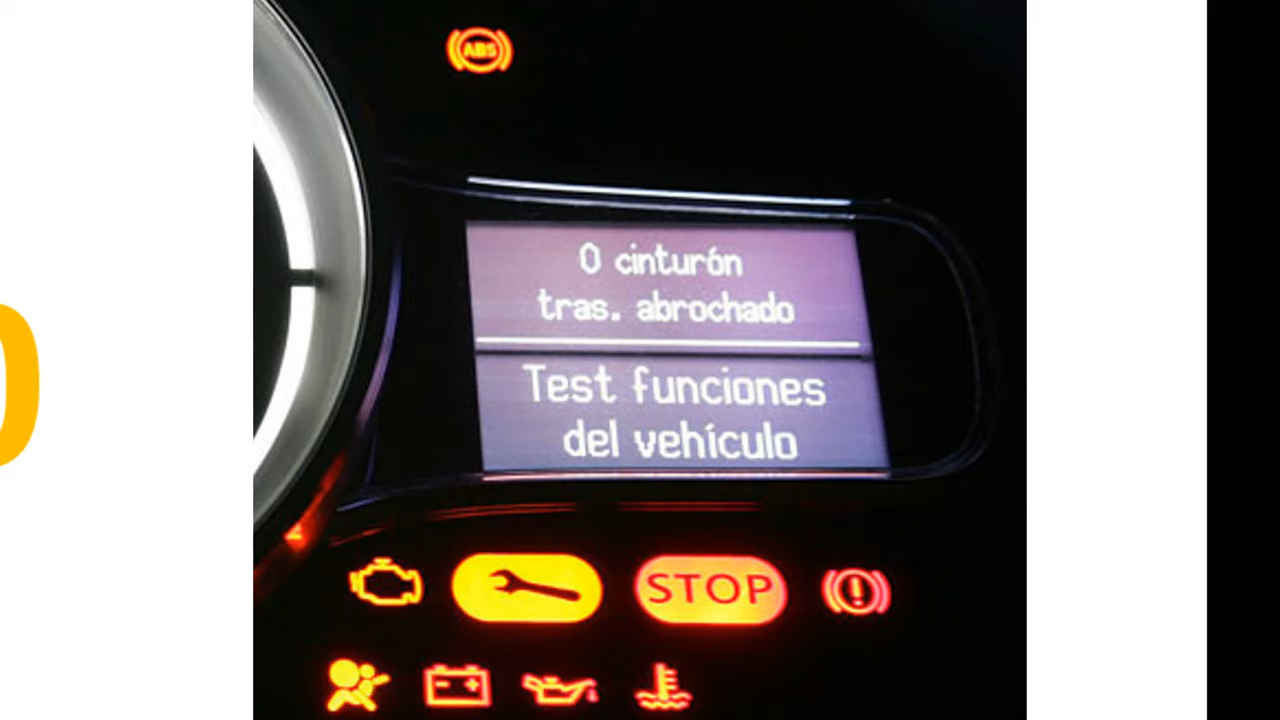 ABS
0 cinturón
tras. abrochado
Test funciones
del vehículo
STOP